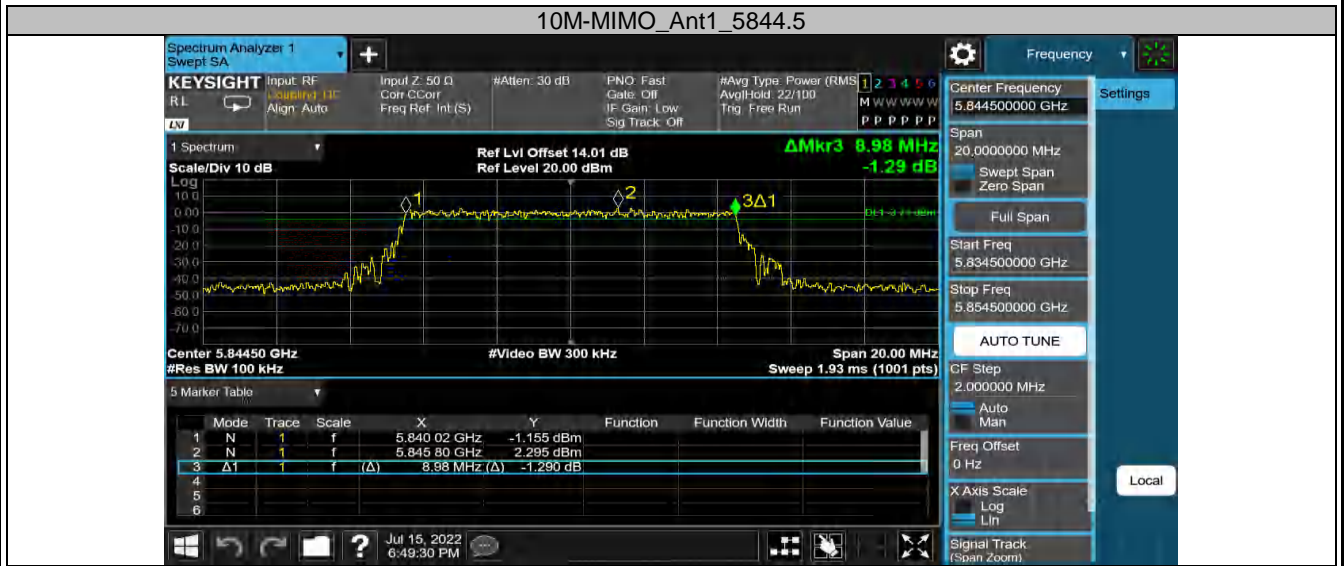 10M-MIMO_Ant1_5844.5
Spectrum Analyzer 1
Swept SA
Frequency
KEYSIGHT
RL
LXI
Input: RF
Align: Auto
Input Z: 50 Ω
Corr CCorr
Freq Ref: Int (S)
#Atten: 30 dB
PNO: Fast
Gate: Off
IF Gain: Low
Sig Track: Off
#Avg Type: Power (RMS
Avg|Hold: 22/100
Trig: Free Run
1 2 3 4 5 6
M W W W W W
P P P P P P
1 Spectrum
Scale/Div 10 dB
Ref Lvl Offset 14.01 dB
Ref Level 20.00 dBm
ΔMkr3 8.98 MHz
-1.29 dB
Log
10.0
0.00
-10.0
-20.0
-30.0
-40.0
-50.0
-60.0
-70.0
1
2
3Δ1
Center 5.84450 GHz
#Video BW 300 kHz
Span 20.00 MHz
#Res BW 100 kHz
Sweep 1.93 ms (1001 pts)
5 Marker Table
Mode Trace Scale X Y Function Function Width Function Value
1 N 1 f 5.840 02 GHz -1.155 dBm
2 N 1 f 5.845 80 GHz 2.295 dBm
3 Δ1 1 f (Δ) 8.98 MHz (Δ) -1.290 dB
4
5
6
?
Jul 15, 2022
6:49:30 PM
Center Frequency
5.844500000 GHz
Settings
Span
20.0000000 MHz
Swept Span
Zero Span
Full Span
Start Freq
5.834500000 GHz
Stop Freq
5.854500000 GHz
AUTO TUNE
CF Step
2.000000 MHz
Auto
Man
Freq Offset
0 Hz
X Axis Scale
Log
Lin
Local
Signal Track
(Span Zoom)